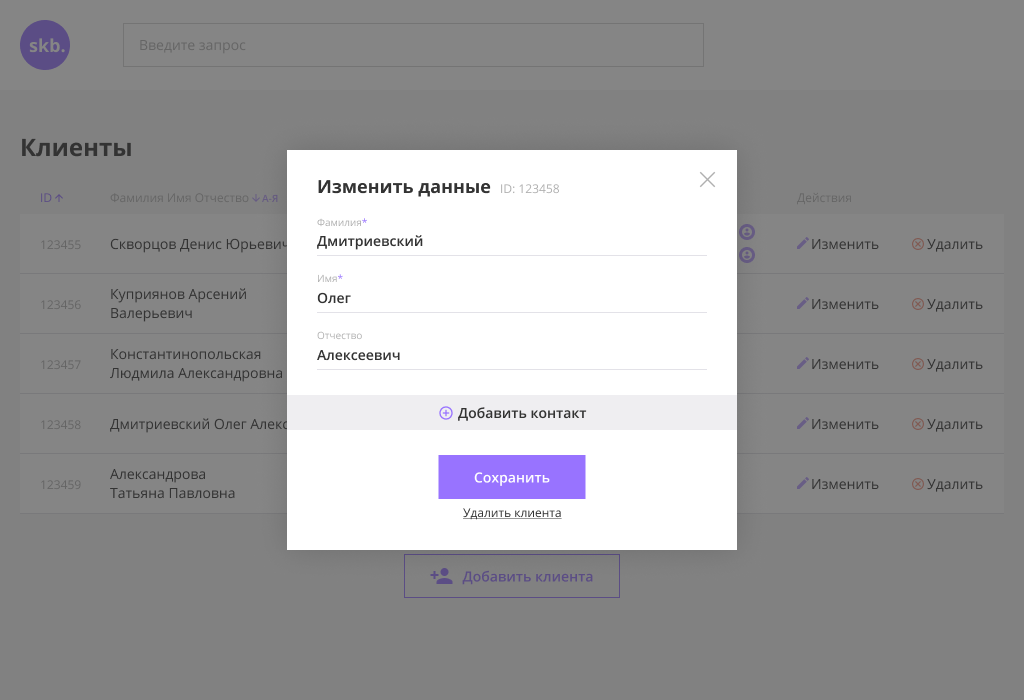 skb.
Введите запрос
Клиенты
ID
Фамилия Имя Отчество А-Я
Действия
123455 Скворцов Денис Юрьевич Изменить Удалить
123456 Куприянов Арсений
Валерьевич
Изменить Удалить
123457 Константинопольская
Людмила Александровна
Изменить Удалить
123458 Дмитриевский Олег Алекс Изменить Удалить
123459 Александрова
Татьяна Павловна
Изменить Удалить
Изменить данные ID: 123458
Фамилия*
Дмитриевский
Имя*
Олег
Отчество
Алексеевич
Добавить контакт
Сохранить
Удалить клиента
Добавить клиента